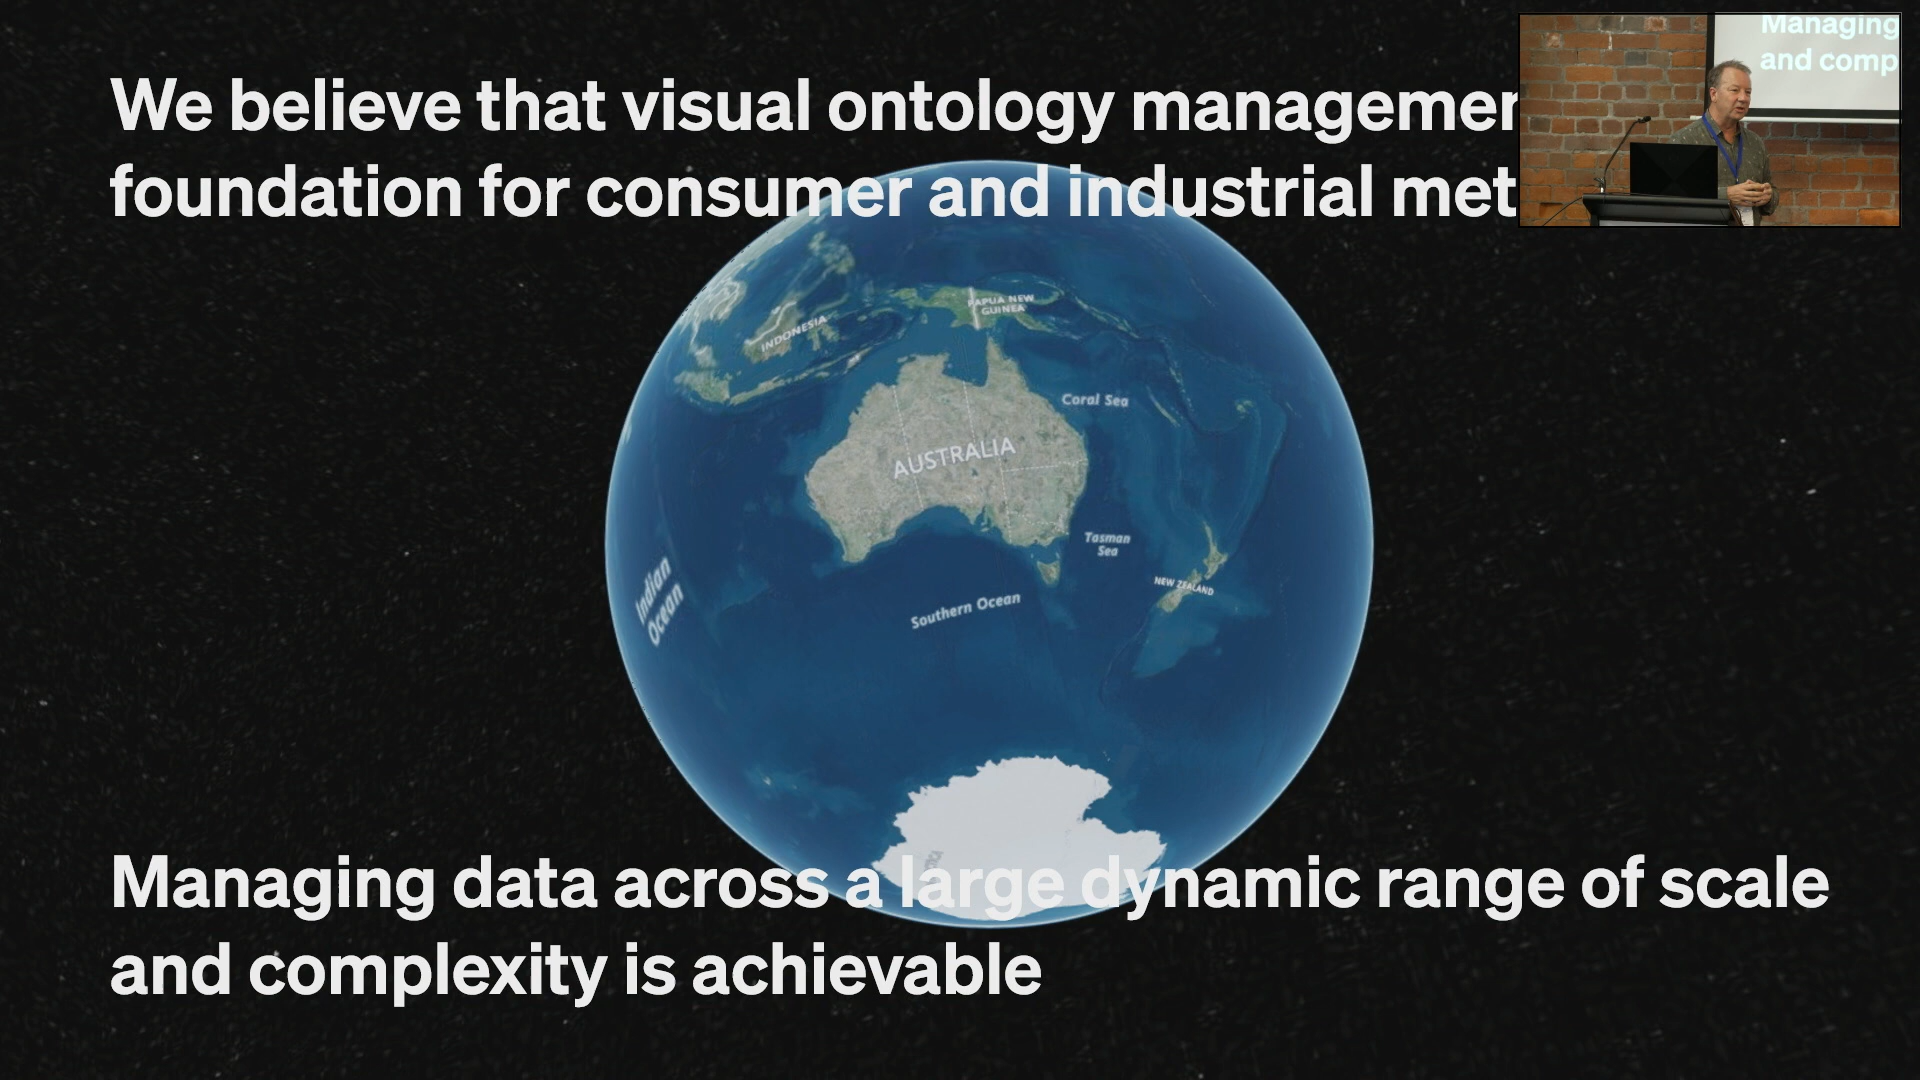 We believe that visual ontology managemen
foundation for consumer and industrial met
Managing
and comp
PAPUA NEW
GUINEA
INDONESIA
Coral Sea
AUSTRALIA
Tasman
Sea
NEW ZEALAND
Indian
Ocean
Southern Ocean
Managing data across a large dynamic range of scale
and complexity is achievable